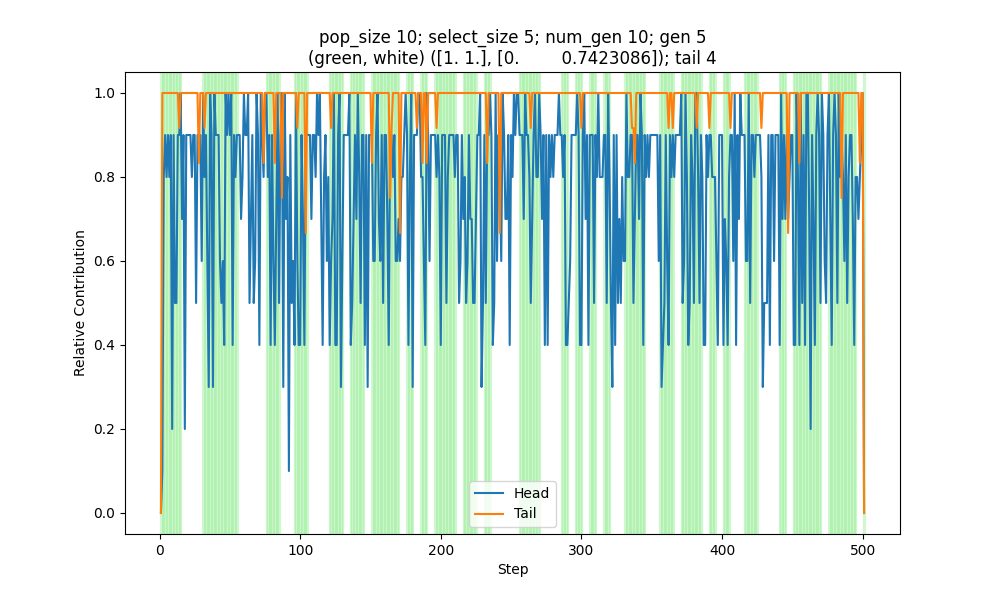 pop_size 10; select_size 5; num_gen 10; gen 5
(green, white) ([1. 1.], [0.        0.7423086]); tail 4
Relative Contribution
1.0
0.8
0.6
0.4
0.2
0.0
Head
Tail
0 100 200 300 400 500
Step